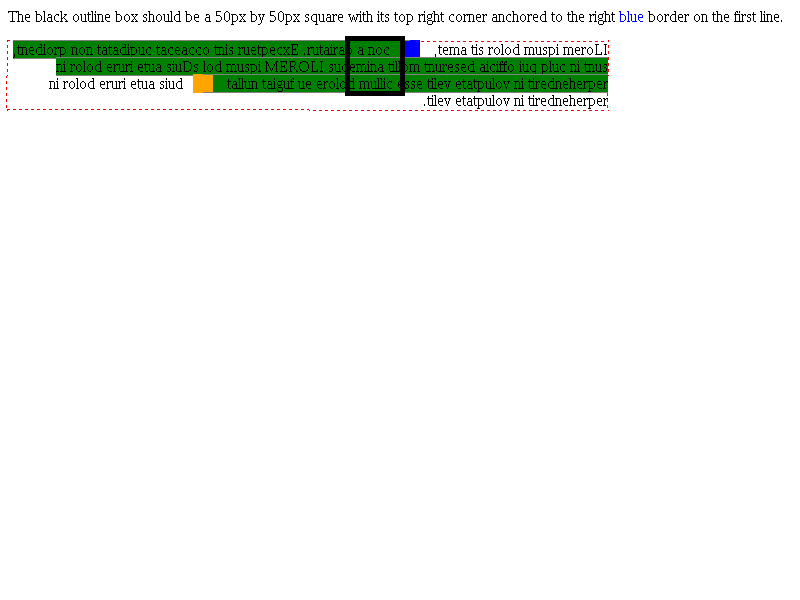 The black outline box should be a 50px by 50px square with its top right corner anchored to the right blue border on the first line.
,tnediorp non tatadipuc taceacco tnis ruetpecxE .rutairap a noc ,tema tis rolod muspi meroLI
ni rolod eruri etua siuDs lod muspi MEROLI sudemina tillom tnuresed aiciffo iuq pluc ni tnus
ni rolod eruri etua siud tallun taiguf ue erolod mullic esse tilev etatpulov ni tiredneherper
.tilev etatpulov ni tiredneherper